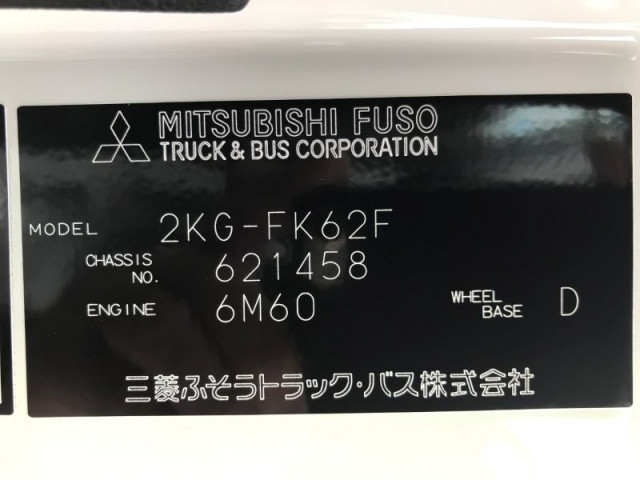 MITSUBISHI FUSO
TRUCK & BUS CORPORATION
MODEL 2KG-FK62F
CHASSIS NO. 621458
ENGINE 6M60 WHEEL BASE D
三菱ふそうトラック・バス株式会社